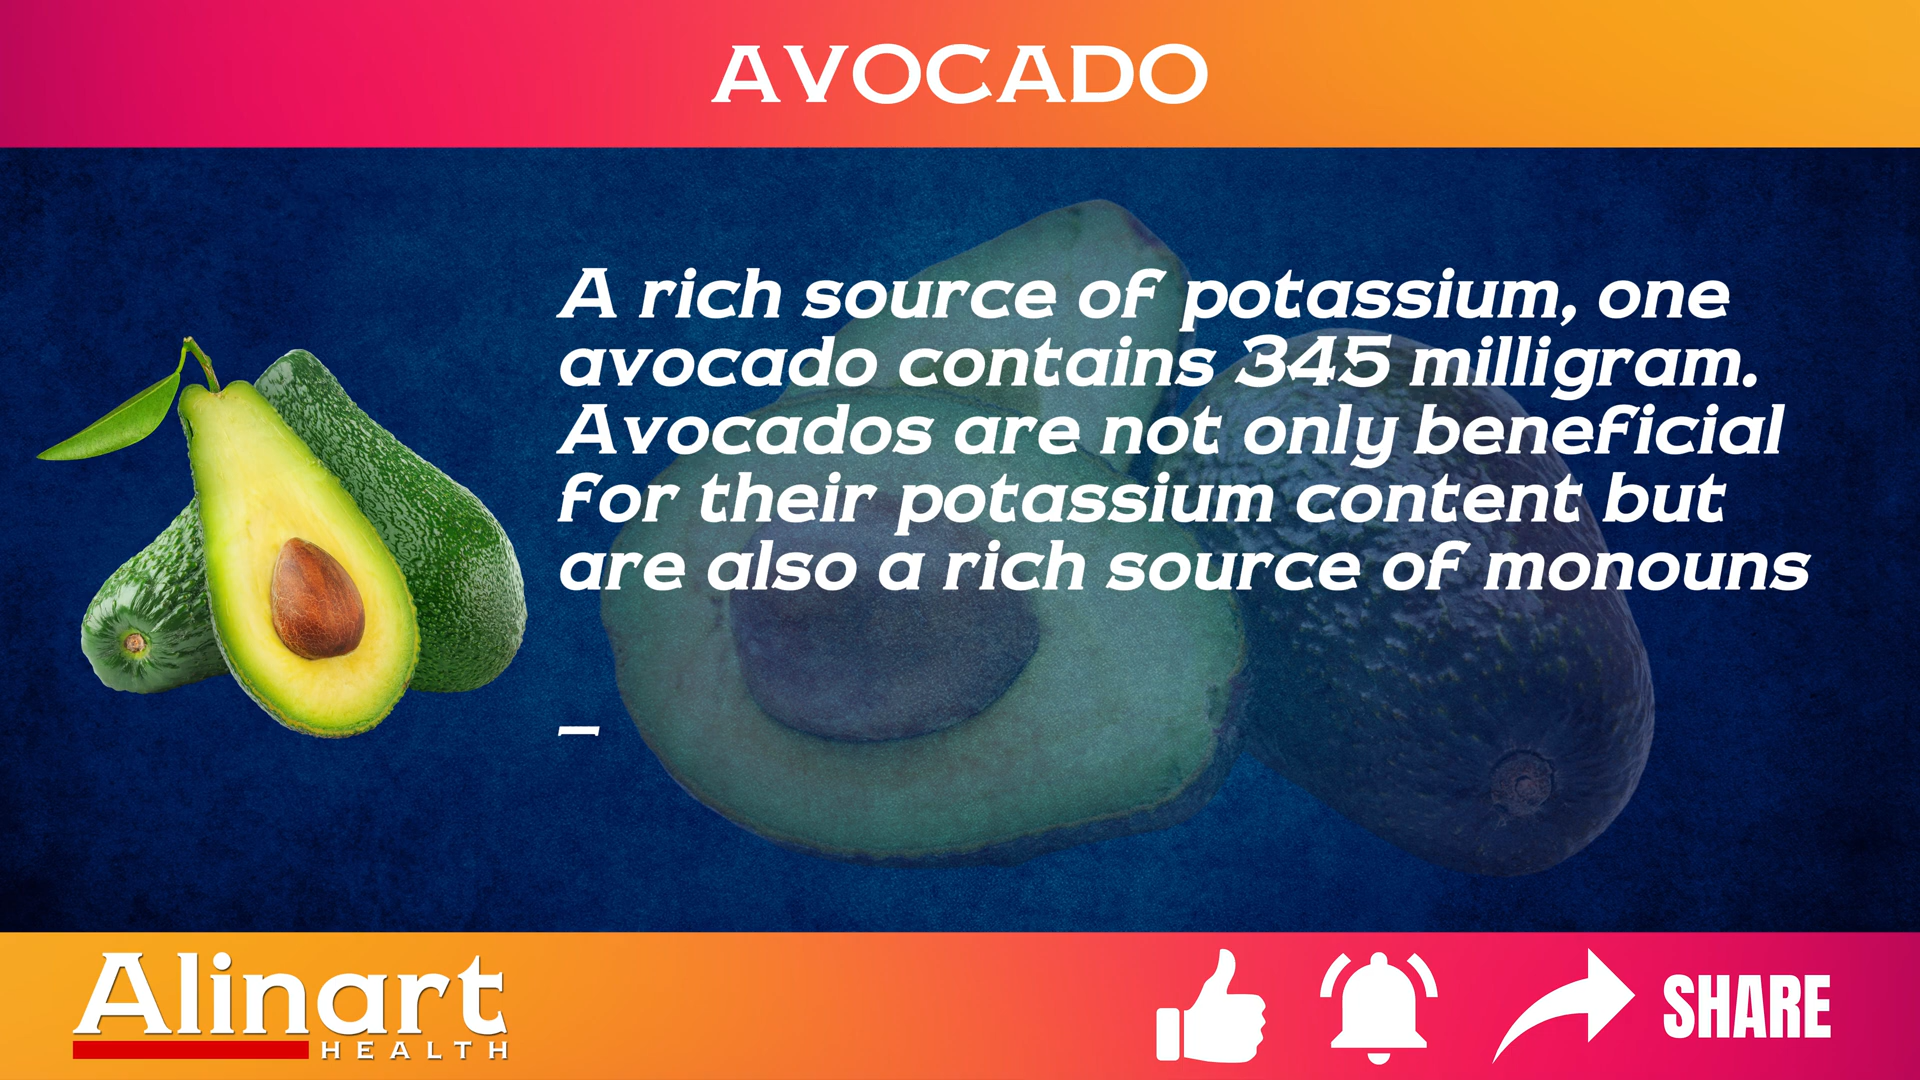 AVOCADO
A rich source of potassium, one
avocado contains 345 milligram.
Avocados are not only beneficial
for their potassium content but
are also a rich source of monouns
–
Alinart
HEALTH
SHARE